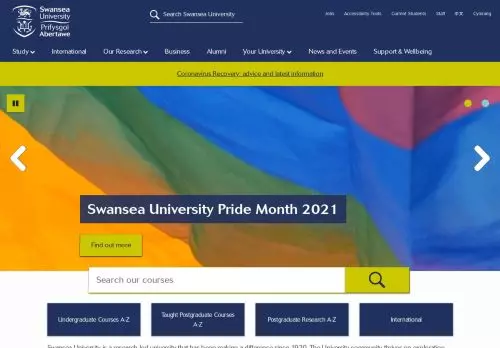 Swansea
University
Prifysgol
Abertawe
Search Swansea University
Jobs Accessibility Tools Current Students Staff 中文 Cymraeg
Study International Our Research Business Alumni Your University News and Events Support & Wellbeing
Coronavirus Recovery: advice and latest information
Swansea University Pride Month 2021
Find out more
Search our courses
Undergraduate Courses A-Z
Taught Postgraduate Courses
A-Z
Postgraduate Research A-Z
International
Swansea University is a research-led university that has been making a difference since 1920. The University community thrives on exploration